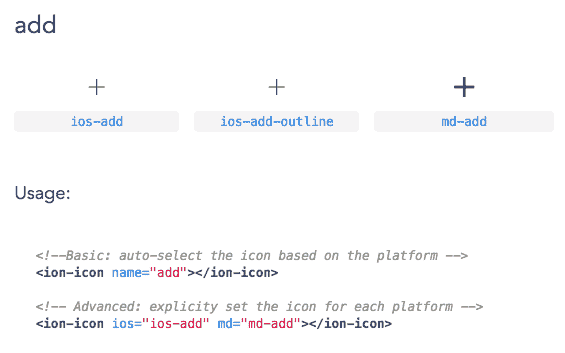 add
ios-add
ios-add-outline
md-add
Usage:
<!--Basic: auto-select the icon based on the platform -->
<ion-icon name="add"></ion-icon>
<!-- Advanced: explicity set the icon for each platform -->
<ion-icon ios="ios-add" md="md-add"></ion-icon>